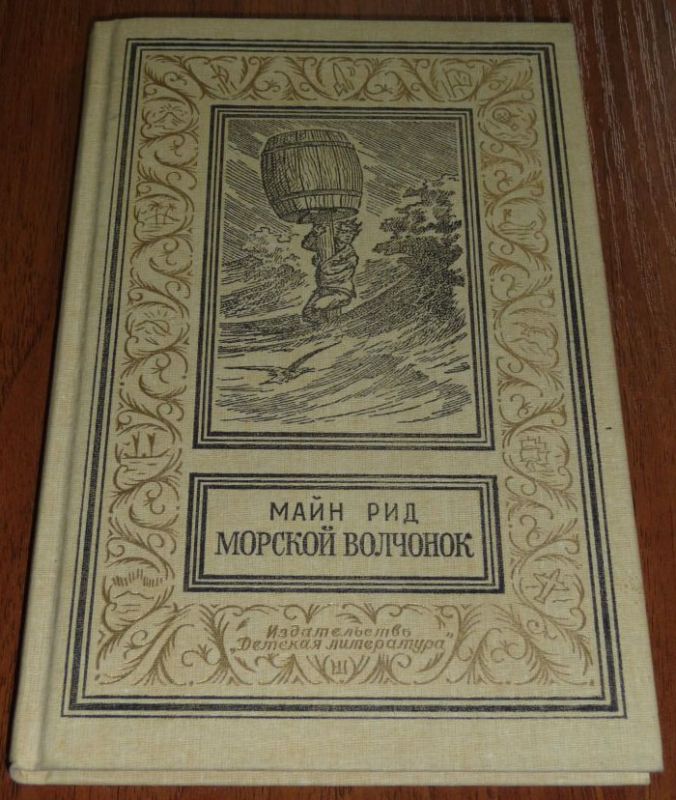 МАЙН РИД
МОРСКОЙ ВОЛЧОНОК
Издательство
„Детская литература”